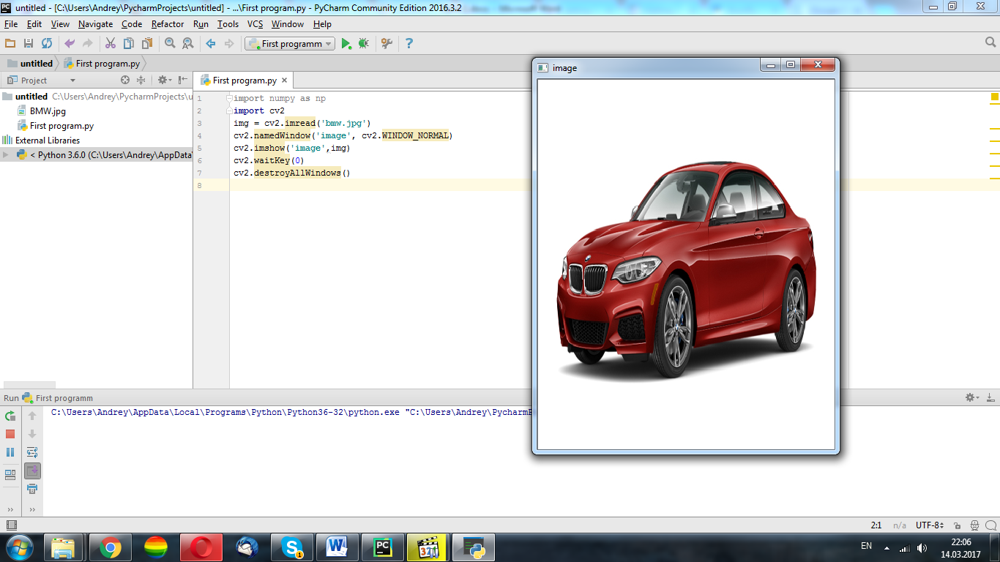 untitled - [C:\Users\Andrey\PycharmProjects\untitled] - ...\First program.py - PyCharm Community Edition 2016.3.2
File Edit View Navigate Code Refactor Run Tools VCS Window Help
First programm
untitled First program.py
Project
First program.py
untitled C:\Users\Andrey\PycharmProjects\u
BMW.jpg
First program.py
External Libraries
< Python 3.6.0 (C:\Users\Andrey\AppData\
1 import numpy as np
2 import cv2
3 img = cv2.imread('bmw.jpg')
4 cv2.namedWindow('image', cv2.WINDOW_NORMAL)
5 cv2.imshow('image',img)
6 cv2.waitKey(0)
7 cv2.destroyAllWindows()
8
image
Run First programm
C:\Users\Andrey\AppData\Local\Programs\Python\Python36-32\python.exe "C:\Users\Andrey\Pycharm
2:1 n/a UTF-8
EN
22:06
14.03.2017